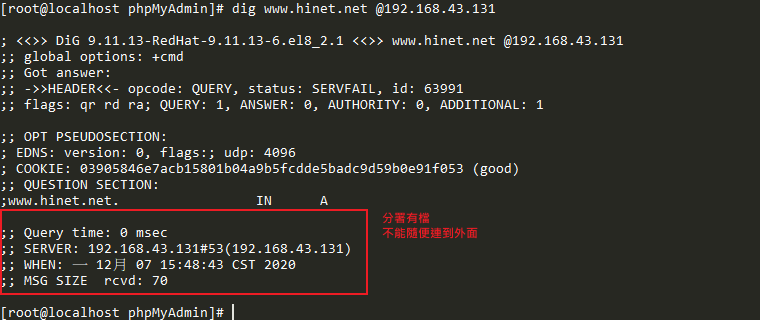 [root@localhost phpMyAdmin]# dig www.hinet.net @192.168.43.131
; <<>> DiG 9.11.13-RedHat-9.11.13-6.el8_2.1 <<>> www.hinet.net @192.168.43.131
;; global options: +cmd
;; Got answer:
;; ->>HEADER<<- opcode: QUERY, status: SERVFAIL, id: 63991
;; flags: qr rd ra; QUERY: 1, ANSWER: 0, AUTHORITY: 0, ADDITIONAL: 1
;; OPT PSEUDOSECTION:
; EDNS: version: 0, flags:; udp: 4096
; COOKIE: 03905846e7acb15801b04a9b5fcdde5badc9d59b0e91f053 (good)
;; QUESTION SECTION:
;www.hinet.net. IN A
;; Query time: 0 msec
;; SERVER: 192.168.43.131#53(192.168.43.131)
;; WHEN: 一 12月 07 15:48:43 CST 2020
;; MSG SIZE rcvd: 70
分署有檔
不能隨便連到外面
[root@localhost phpMyAdmin]#